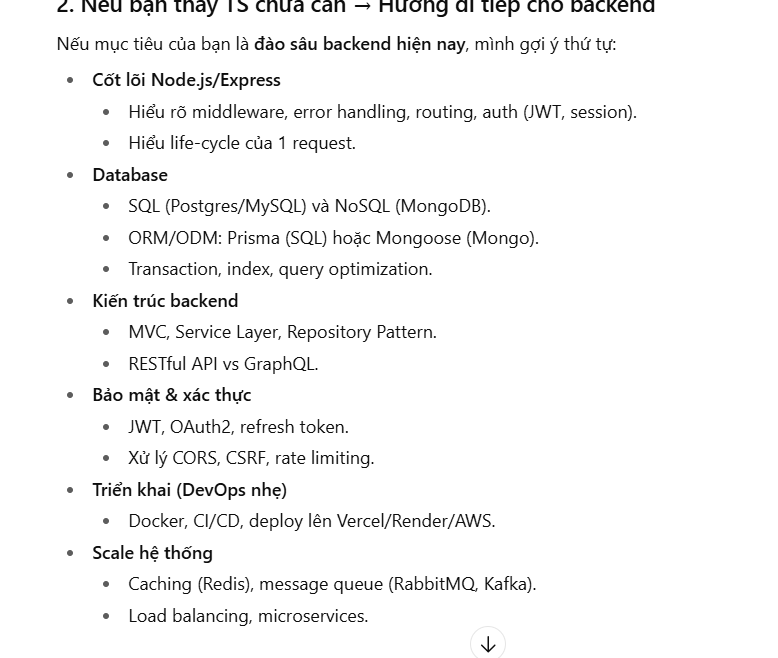 2. Nếu bạn thấy TS chưa cần → Hướng đi tiếp cho backend
Nếu mục tiêu của bạn là đào sâu backend hiện nay, mình gợi ý thứ tự:
• Cốt lõi Node.js/Express
• Hiểu rõ middleware, error handling, routing, auth (JWT, session).
• Hiểu life-cycle của 1 request.
• Database
• SQL (Postgres/MySQL) và NoSQL (MongoDB).
• ORM/ODM: Prisma (SQL) hoặc Mongoose (Mongo).
• Transaction, index, query optimization.
• Kiến trúc backend
• MVC, Service Layer, Repository Pattern.
• RESTful API vs GraphQL.
• Bảo mật & xác thực
• JWT, OAuth2, refresh token.
• Xử lý CORS, CSRF, rate limiting.
• Triển khai (DevOps nhẹ)
• Docker, CI/CD, deploy lên Vercel/Render/AWS.
• Scale hệ thống
• Caching (Redis), message queue (RabbitMQ, Kafka).
• Load balancing, microservices.